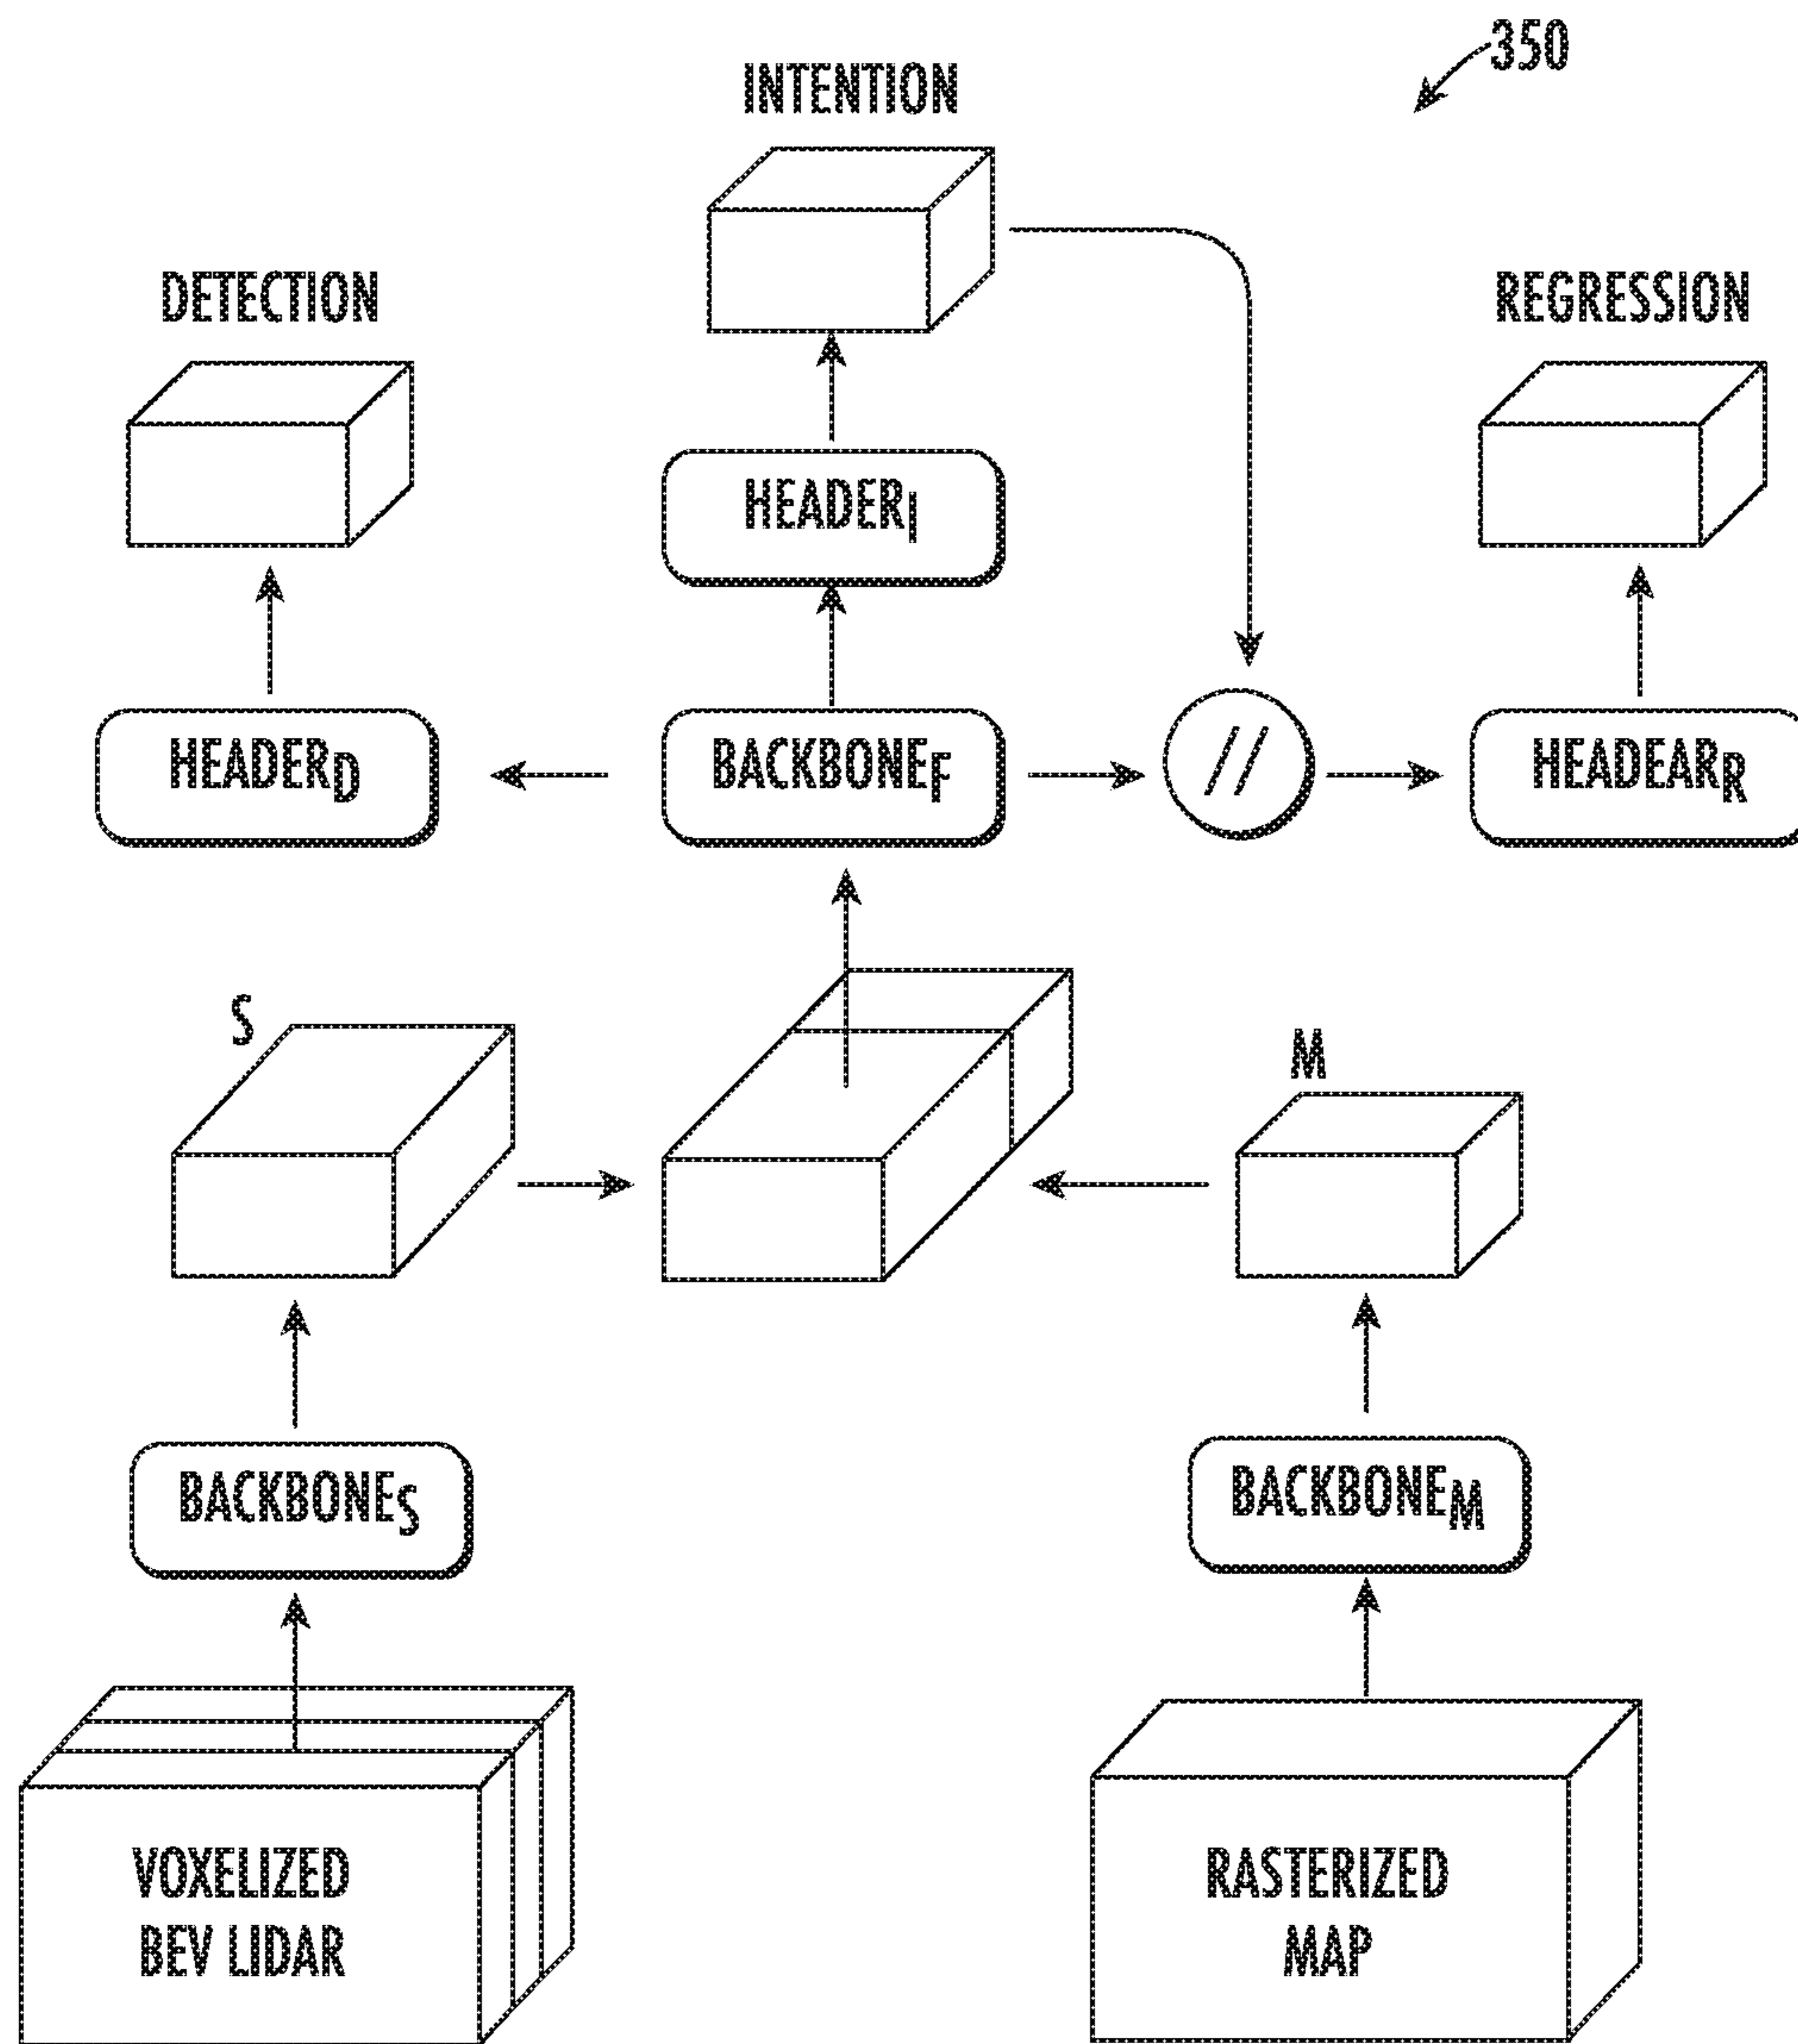 350
INTENTION
DETECTION
REGRESSION
HEADERI
HEADERD
BACKBONEF
//
HEADEARR
S
M
BACKBONES
BACKBONEM
VOXELIZED
BEV LIDAR
RASTERIZED
MAP